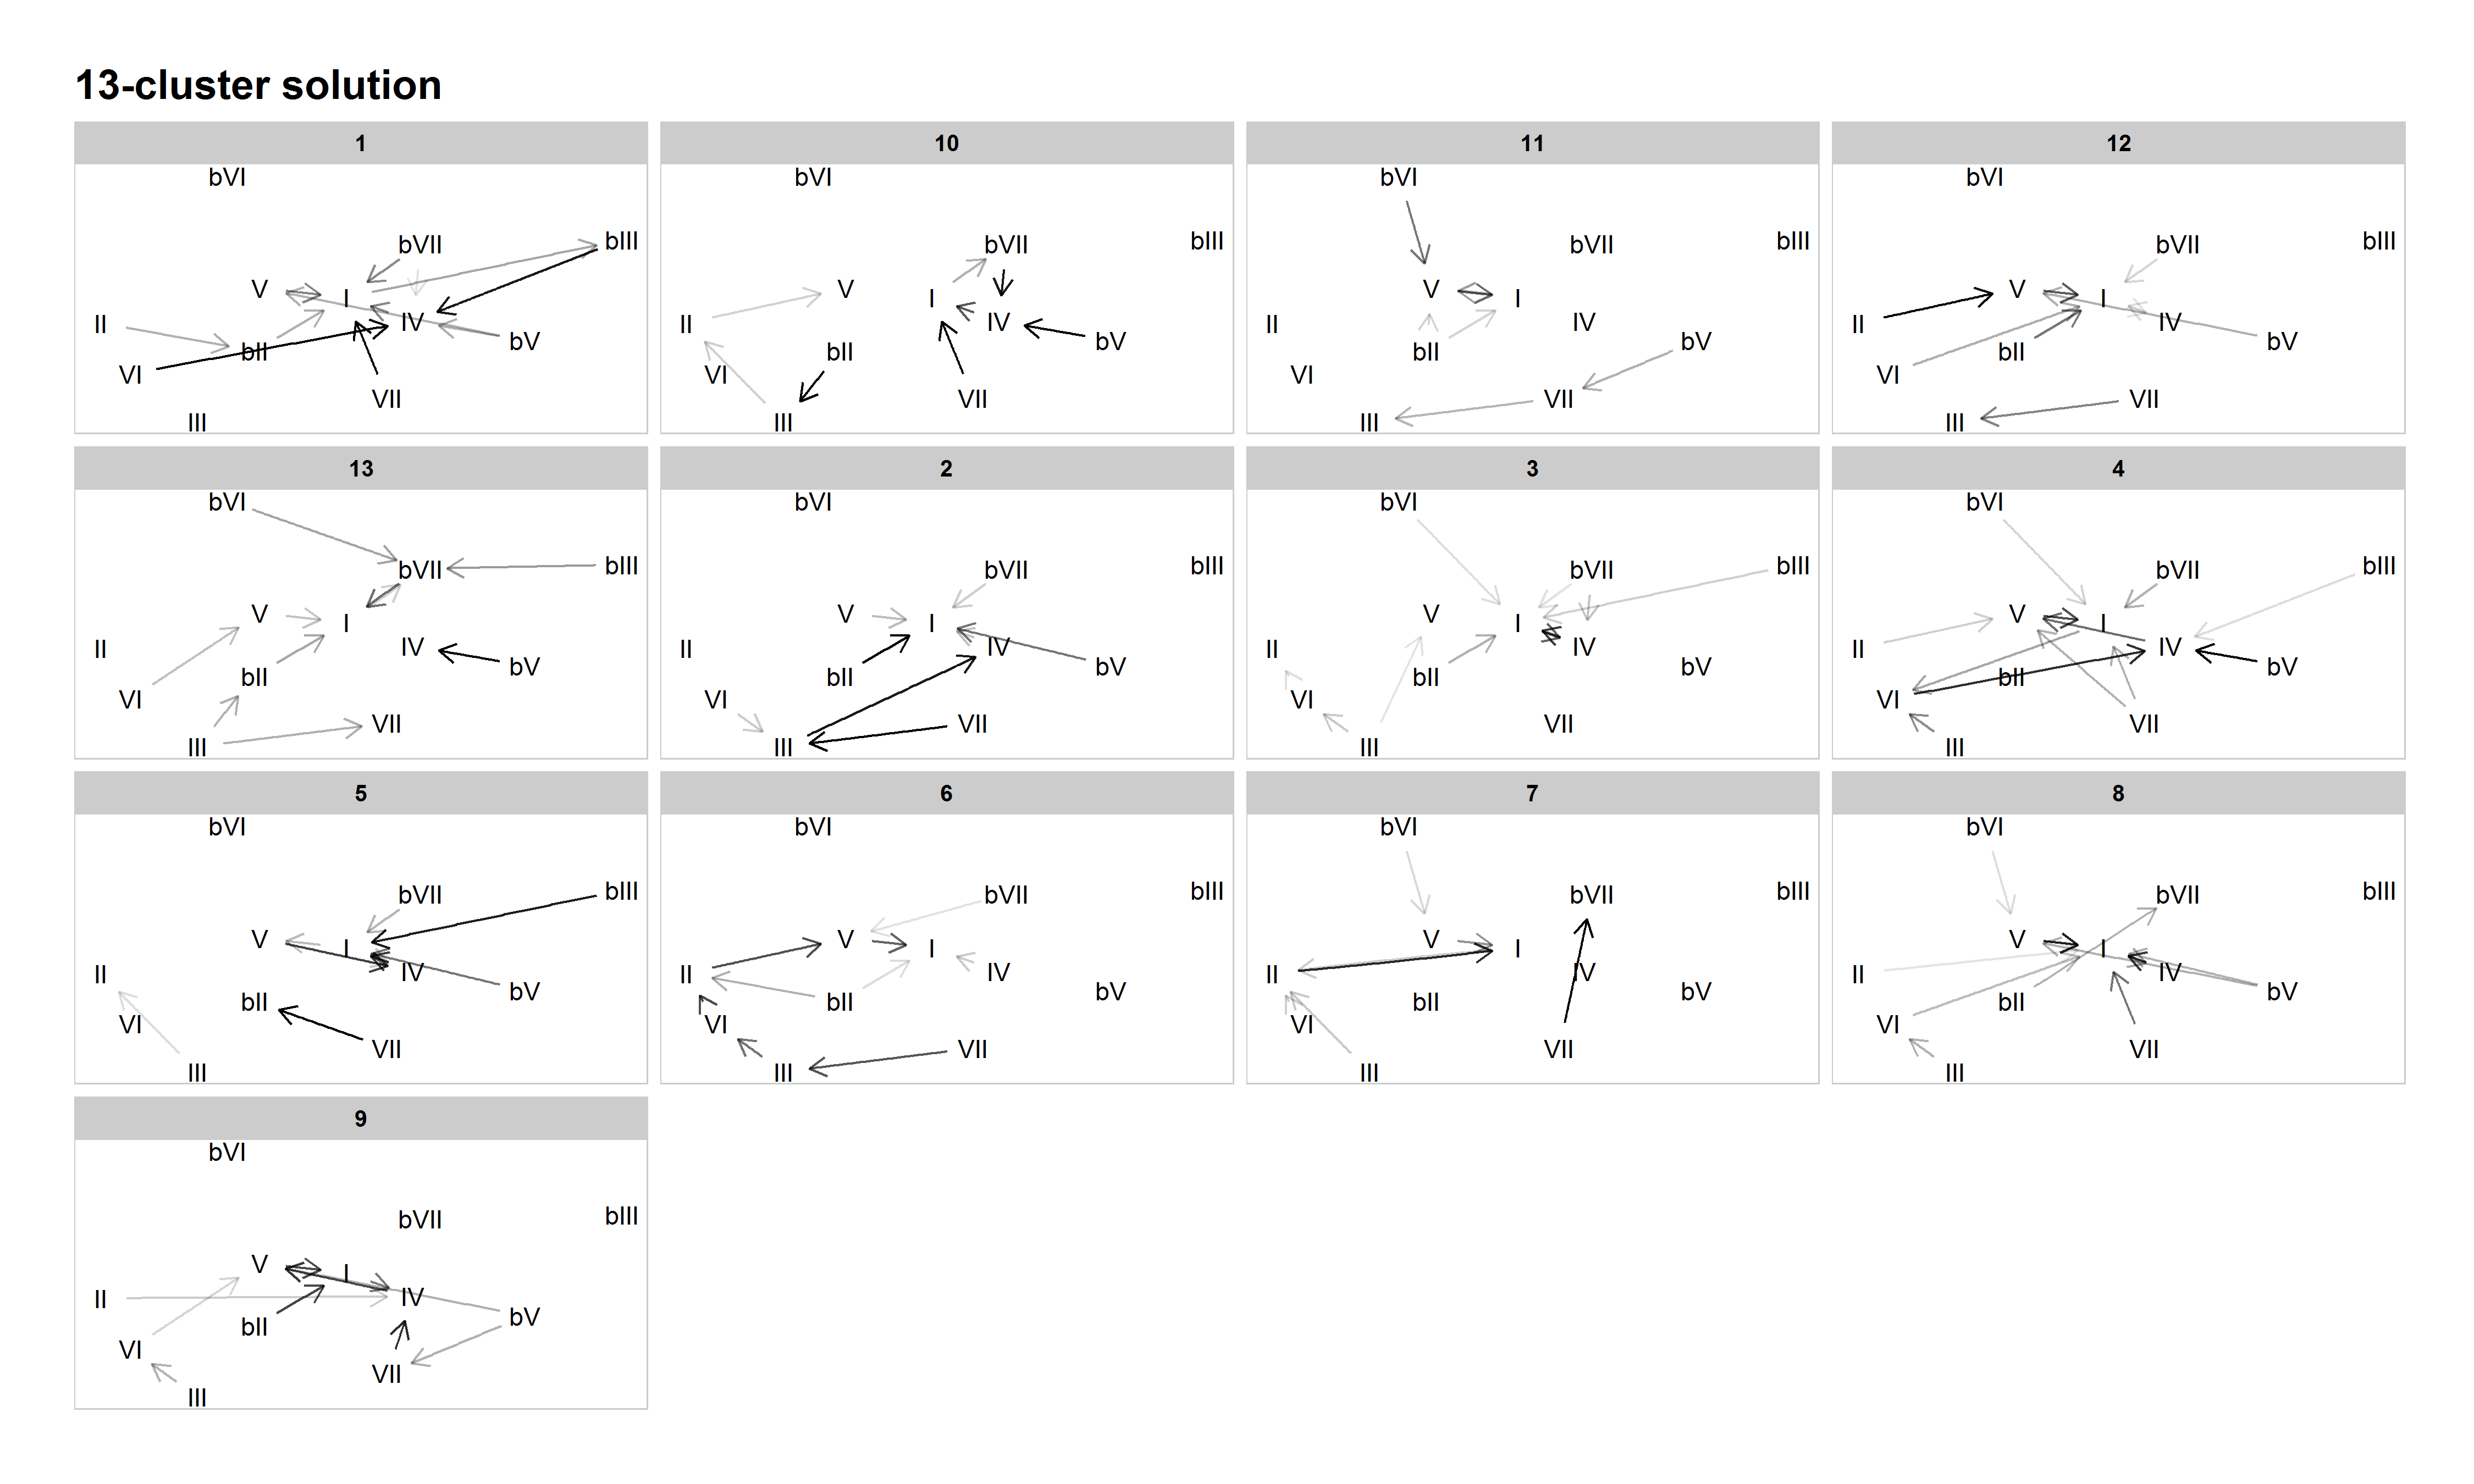 13-cluster solution
1 10 11 12
bVI bVI bVI bVI
bVII bIII bVII bIII bVII bIII bVII bIII
V I V I V I V I
II IV II IV II IV II IV
bII bV bII bV bII bV bII bV
VI VII VI VII VI VII VI VII
III III III III
13 2 3 4
bVI bVI bVI bVI
bVII bIII bVII bIII bVII bIII bVII bIII
V I V I V I V I
II IV II IV II IV II IV
bII bV bII bV bII bV bII bV
VI VII VI VII VI VII VI VII
III III III III
5 6 7 8
bVI bVI bVI bVI
bVII bIII bVII bIII bVII bIII bVII bIII
V I V I V I V I
II IV II IV II IV II IV
bII bV bII bV bII bV bII bV
VI VII VI VII VI VII VI VII
III III III III
9
bVI
bVII bIII
V I
II IV
bII bV
VI VII
III